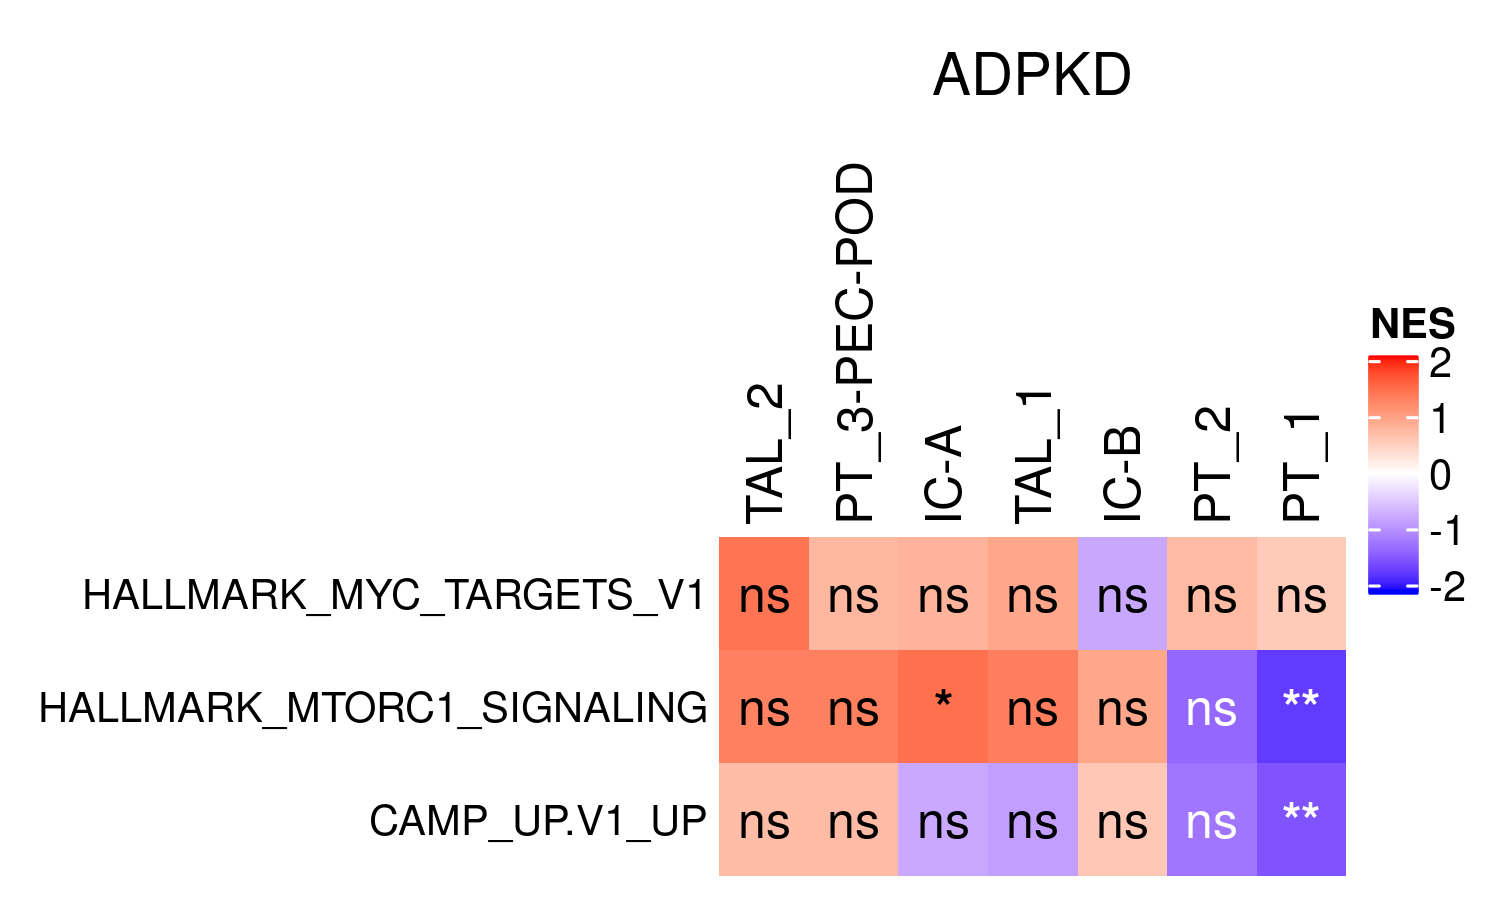 ADPKD
TAL_2
PT_3-PEC-POD
IC-A
TAL_1
IC-B
PT_2
PT_1
NES
2
1
0
-1
-2
HALLMARK_MYC_TARGETS_V1 ns ns ns ns ns ns ns
HALLMARK_MTORC1_SIGNALING ns ns * ns ns ns **
CAMP_UP.V1_UP ns ns ns ns ns ns **